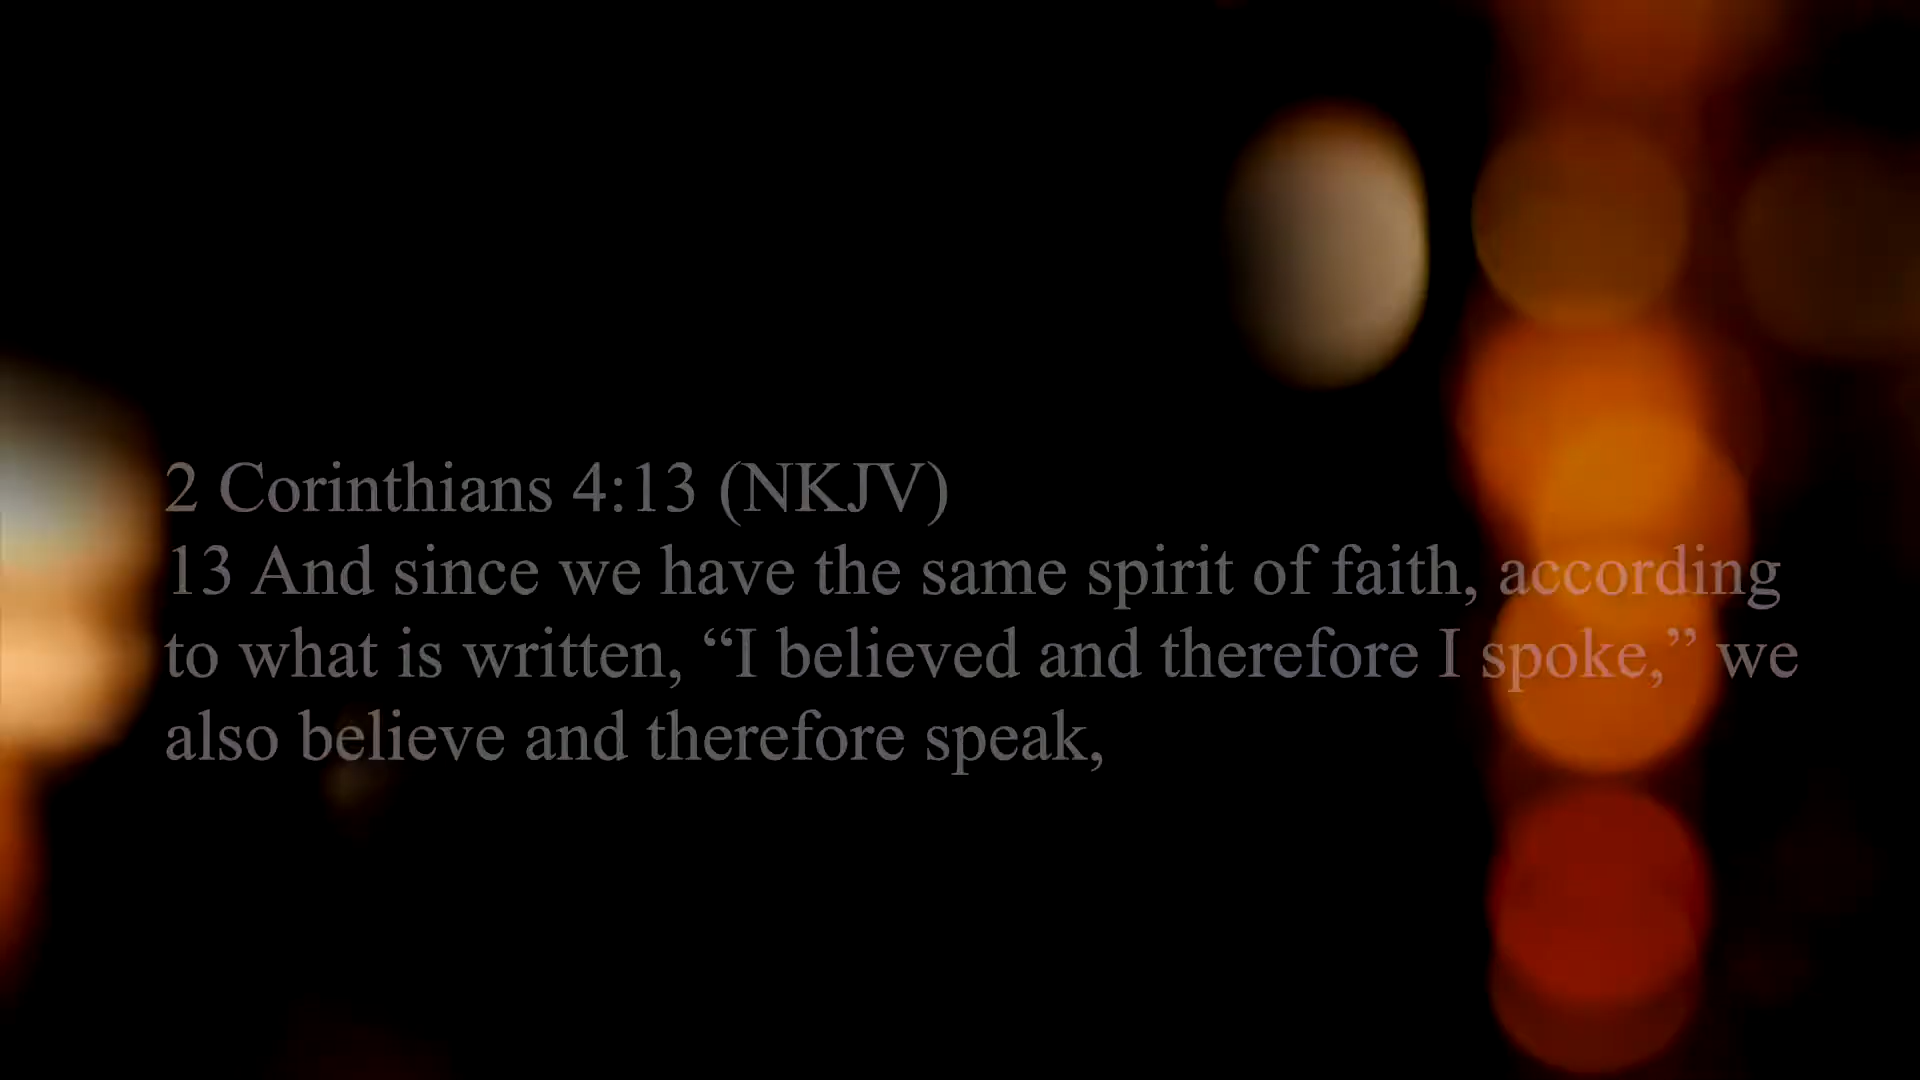 2 Corinthians 4:13 (NKJV)
13 And since we have the same spirit of faith, according
to what is written, “I believed and therefore I spoke,” we
also believe and therefore speak,